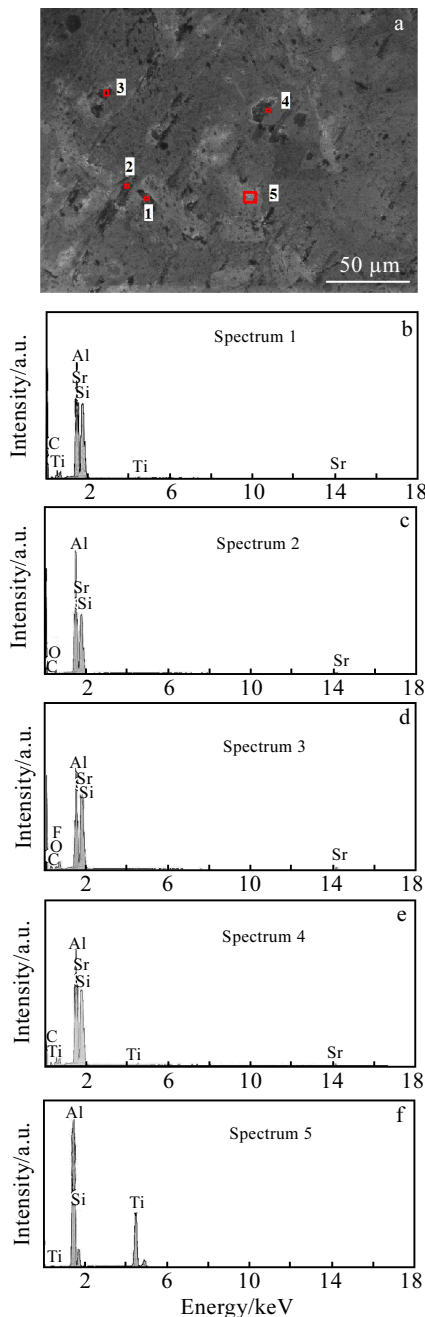 a
3
4
2
5
1
50 µm
b
Spectrum 1
Al
Sr
Si
C
Ti
Ti
Sr
Intensity/a.u.
2 6 10 14 18
c
Spectrum 2
Al
Sr
Si
O
C
Sr
Intensity/a.u.
2 6 10 14 18
d
Spectrum 3
Al
Sr
Si
F
O
C
Sr
Intensity/a.u.
2 6 10 14 18
e
Spectrum 4
Al
Sr
Si
C
Ti
Ti
Sr
Intensity/a.u.
2 6 10 14 18
f
Spectrum 5
Al
Si
Ti
Ti
Intensity/a.u.
2 6 10 14 18
Energy/keV